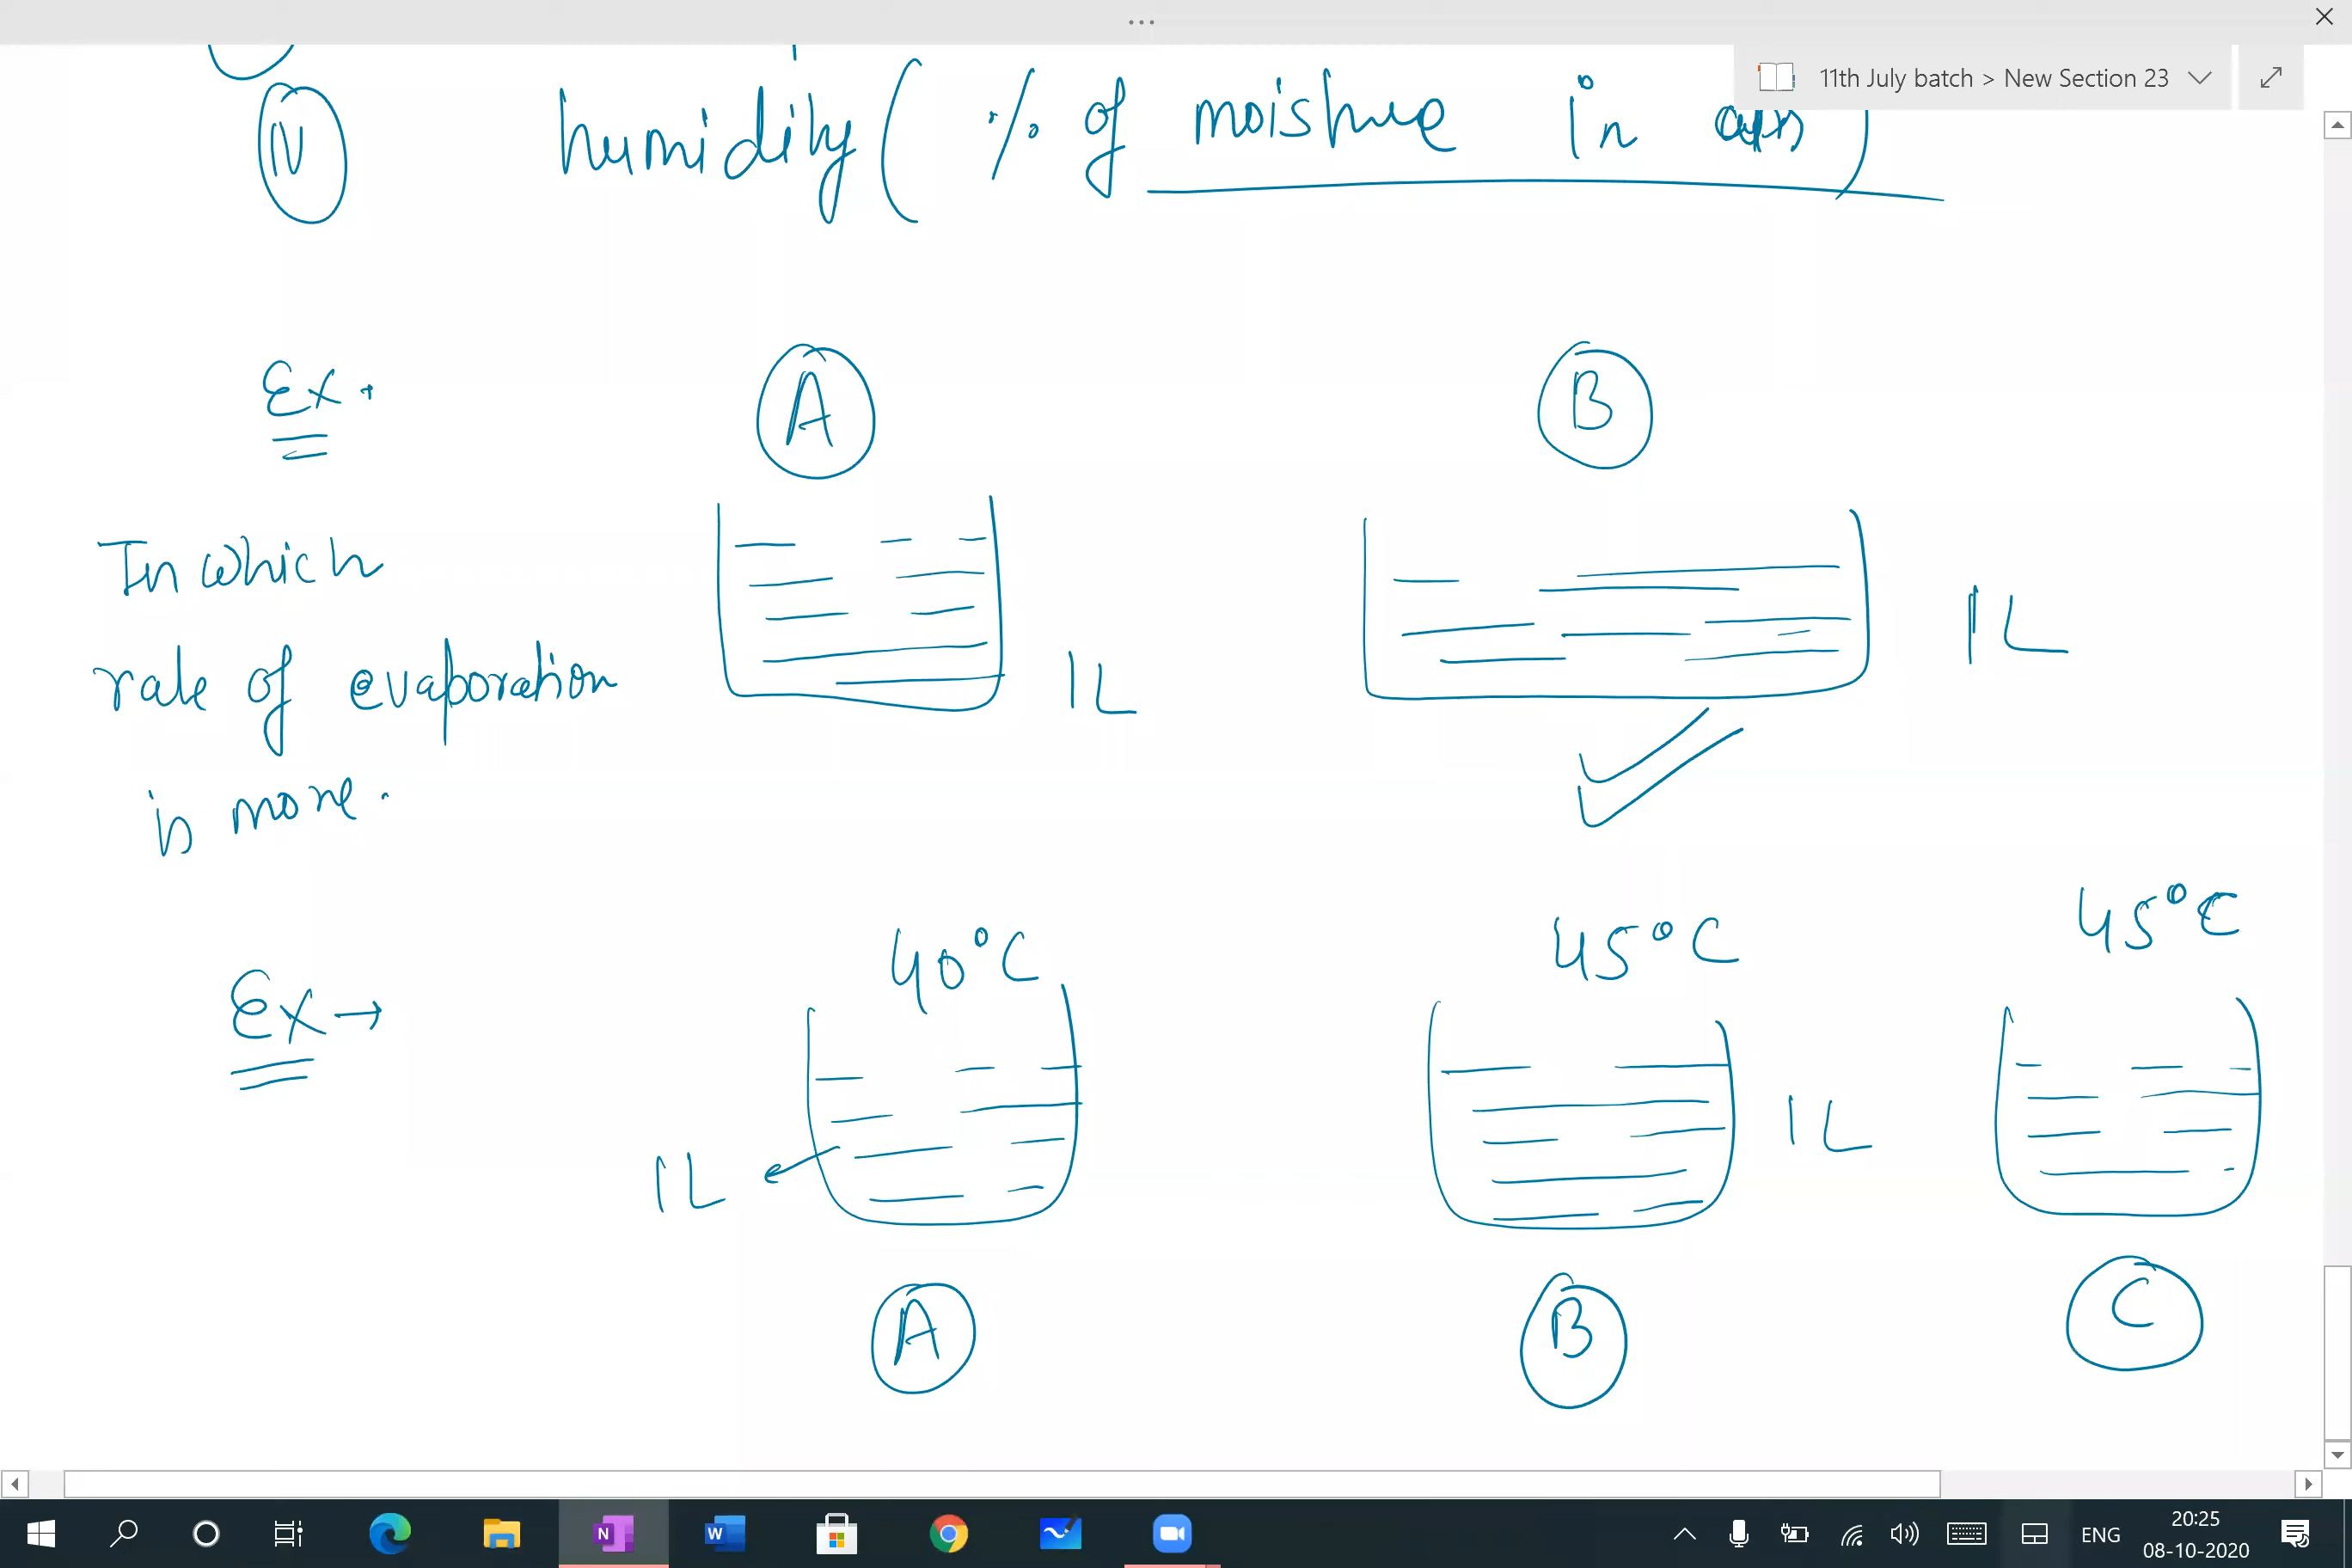 11th July batch > New Section 23
IV humidity ( % of moisture in air )
Ex.
A B
In which
rate of evaporation
is more.
1L 1L
Ex →
40°C 45°C 45°C
1L 1L
A B C
ENG
20:25
08-10-2020